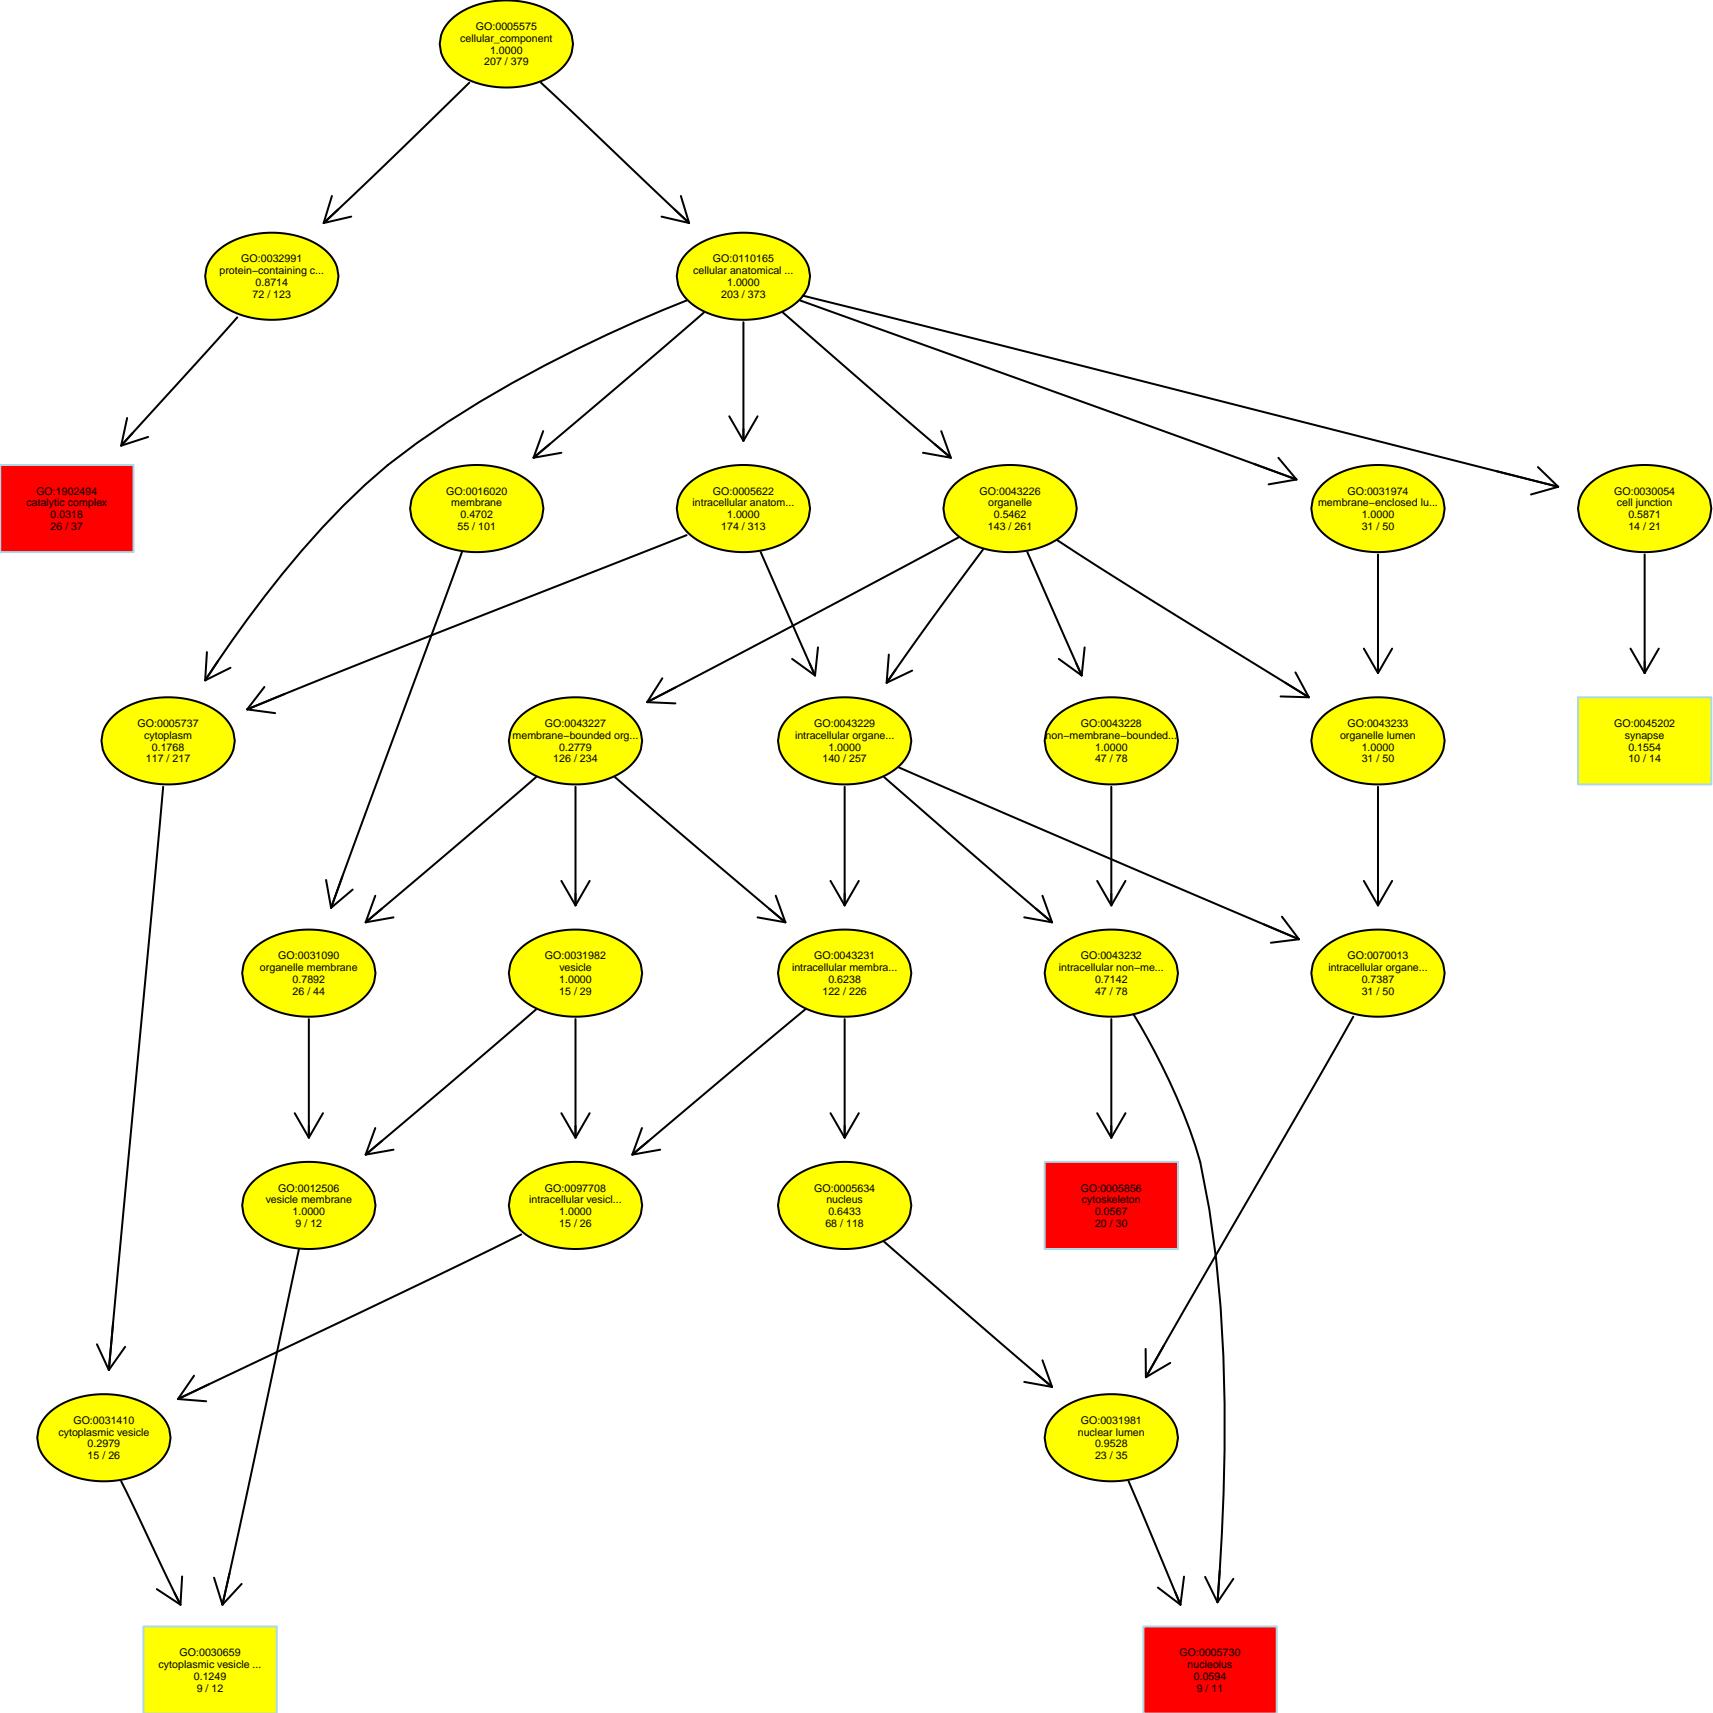 GO:0005575
cellular_component
1.0000
207 / 379
GO:0032991
protein−containing c...
0.8714
72 / 123
GO:0110165
cellular anatomical ...
1.0000
203 / 373
GO:1902494
catalytic complex
0.0318
26 / 37
GO:0016020
membrane
0.4702
55 / 101
GO:0005622
intracellular anatom...
1.0000
174 / 313
GO:0043226
organelle
0.5462
143 / 261
GO:0031974
membrane−enclosed lu...
1.0000
31 / 50
GO:0030054
cell junction
0.5871
14 / 21
GO:0005737
cytoplasm
0.1768
117 / 217
GO:0043227
membrane−bounded org...
0.2779
126 / 234
GO:0043229
intracellular organe...
1.0000
140 / 257
GO:0043228
non−membrane−bounded...
1.0000
47 / 78
GO:0043233
organelle lumen
1.0000
31 / 50
GO:0045202
synapse
0.1554
10 / 14
GO:0031090
organelle membrane
0.7892
26 / 44
GO:0031982
vesicle
1.0000
15 / 29
GO:0043231
intracellular membra...
0.6238
122 / 226
GO:0043232
intracellular non−me...
0.7142
47 / 78
GO:0070013
intracellular organe...
0.7387
31 / 50
GO:0012506
vesicle membrane
1.0000
9 / 12
GO:0097708
intracellular vesicl...
1.0000
15 / 26
GO:0005634
nucleus
0.6433
68 / 118
GO:0005856
cytoskeleton
0.0567
20 / 30
GO:0031410
cytoplasmic vesicle
0.2979
15 / 26
GO:0031981
nuclear lumen
0.9528
23 / 35
GO:0030659
cytoplasmic vesicle ...
0.1249
9 / 12
GO:0005730
nucleolus
0.0594
9 / 11